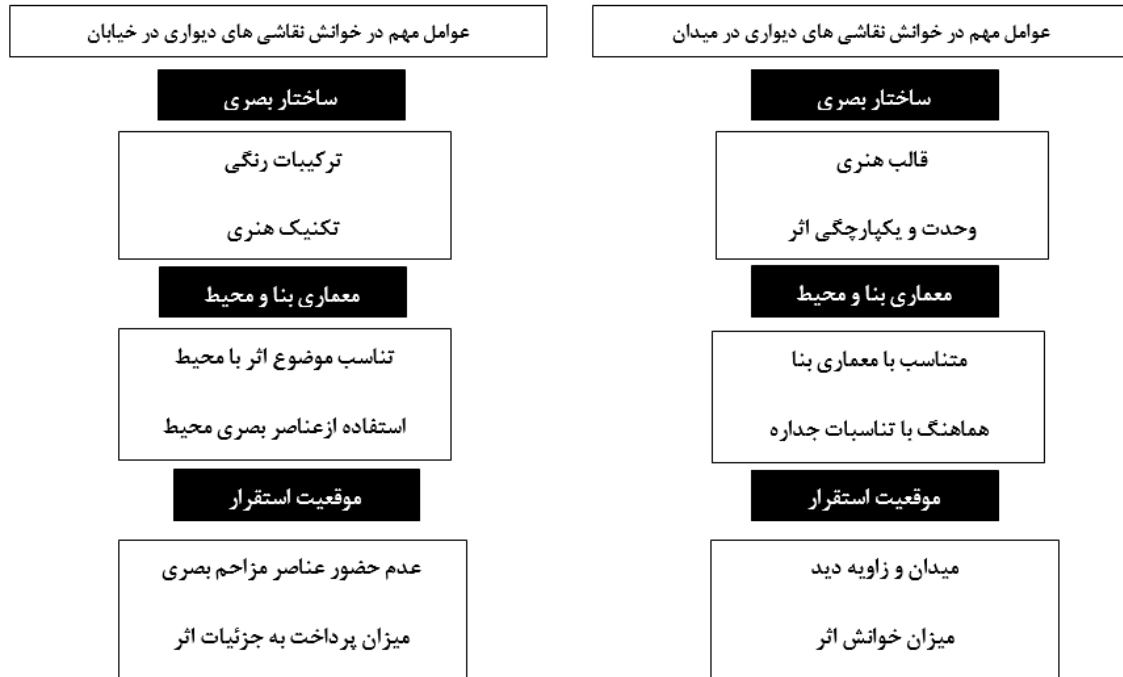 عوامل مهم در خوانش نقاشی های دیواری در میدان
ساختار بصری
قالب هنری
وحدت و یکپارچگی اثر
معماری بنا و محیط
متناسب با معماری بنا
هماهنگ با تناسبات جداره
موقعیت استقرار
میدان و زاویه دید
میزان خوانش اثر
عوامل مهم در خوانش نقاشی های دیواری در خیابان
ساختار بصری
ترکیبات رنگی
تکنیک هنری
معماری بنا و محیط
تناسب موضوع اثر با محیط
استفاده ازعناصر بصری محیط
موقعیت استقرار
عدم حضور عناصر مزاحم بصری
میزان پرداخت به جزئیات اثر